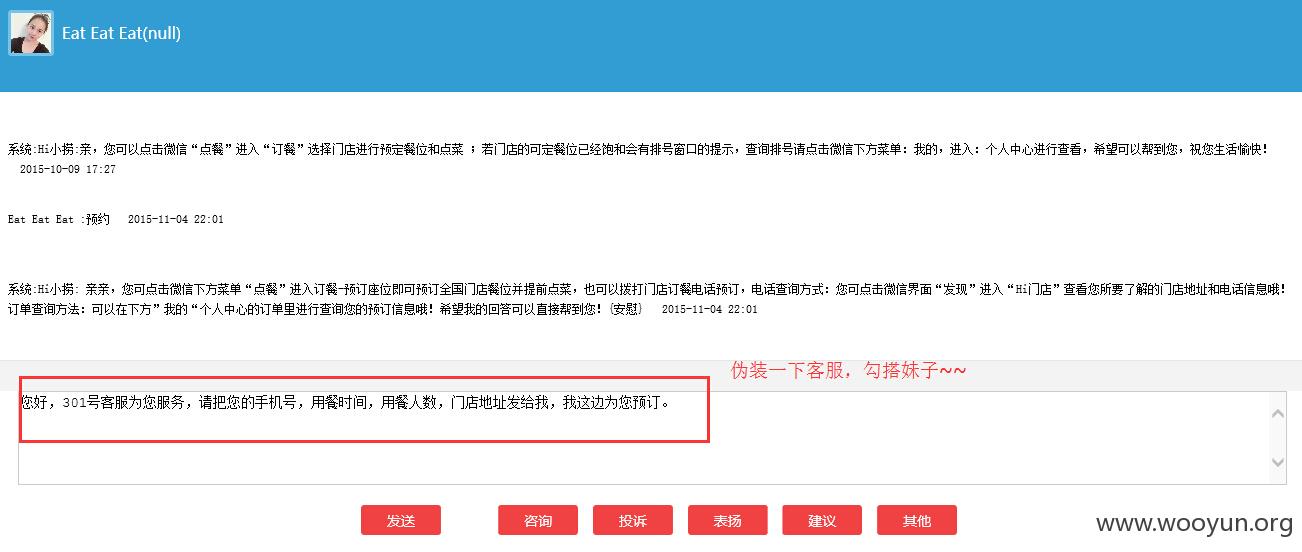 Eat Eat Eat(null)
系统:Hi小捞:亲，您可以点击微信“点餐”进入“订餐”选择门店进行预定餐位和点菜 ；若门店的可定餐位已经饱和会有排号窗口的提示，查询排号请点击微信下方菜单：我的，进入：个人中心进行查看，希望可以帮到您，祝您生活愉快！
2015-10-09 17:27
Eat Eat Eat :预约 2015-11-04 22:01
系统:Hi小捞: 亲亲，您可点击微信下方菜单“点餐”进入订餐-预订座位即可预订全国门店餐位并提前点菜，也可以拨打门店订餐电话预订，电话查询方式：您可点击微信界面“发现”进入“Hi门店”查看您所要了解的门店地址和电话信息哦！
订单查询方法：可以在下方”我的“个人中心的订单里进行查询您的预订信息哦！希望我的回答可以直接帮到您！{安慰} 2015-11-04 22:01
伪装一下客服，勾搭妹子~~
您好，301号客服为您服务，请把您的手机号，用餐时间，用餐人数，门店地址发给我，我这边为您预订。
发送 咨询 投诉 表扬 建议 其他
www.wooyun.org